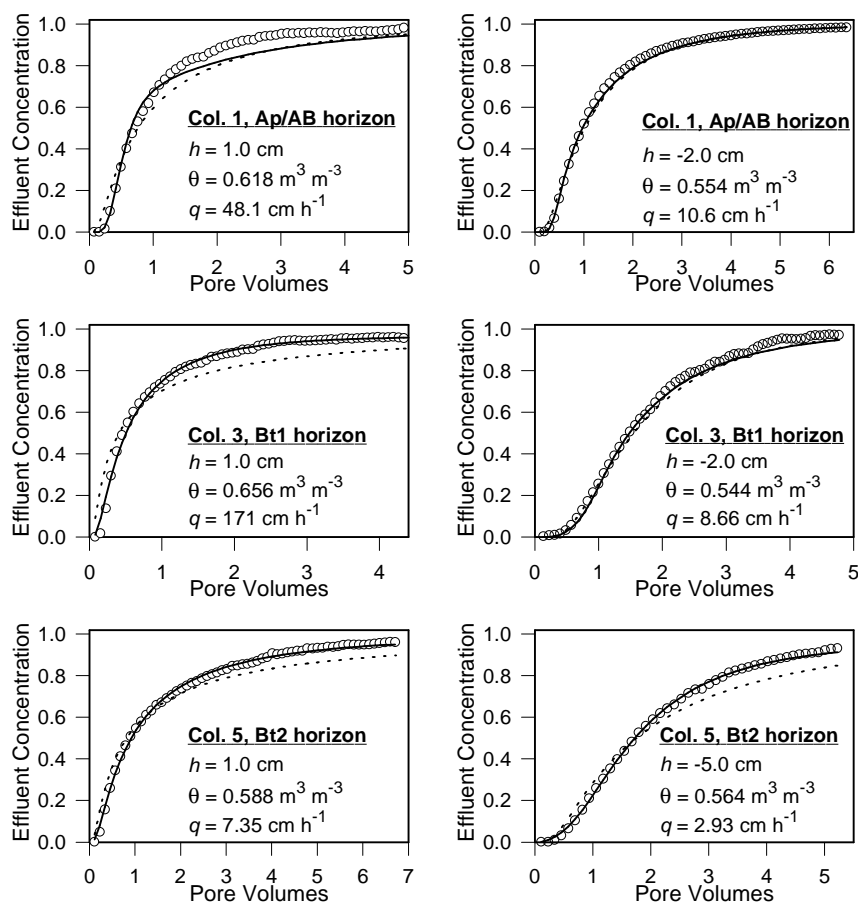 1.0
0.8
0.6
0.4
0.2
0.0
Effluent Concentration
Col. 1, Ap/AB horizon
h = 1.0 cm
θ = 0.618 m³ m⁻³
q = 48.1 cm h⁻¹
0 1 2 3 4 5
Pore Volumes
1.0
0.8
0.6
0.4
0.2
0.0
Effluent Concentration
Col. 1, Ap/AB horizon
h = -2.0 cm
θ = 0.554 m³ m⁻³
q = 10.6 cm h⁻¹
0 1 2 3 4 5 6
Pore Volumes
1.0
0.8
0.6
0.4
0.2
0.0
Effluent Concentration
Col. 3, Bt1 horizon
h = 1.0 cm
θ = 0.656 m³ m⁻³
q = 171 cm h⁻¹
0 1 2 3 4
Pore Volumes
1.0
0.8
0.6
0.4
0.2
0.0
Effluent Concentration
Col. 3, Bt1 horizon
h = -2.0 cm
θ = 0.544 m³ m⁻³
q = 8.66 cm h⁻¹
0 1 2 3 4 5
Pore Volumes
1.0
0.8
0.6
0.4
0.2
0.0
Effluent Concentration
Col. 5, Bt2 horizon
h = 1.0 cm
θ = 0.588 m³ m⁻³
q = 7.35 cm h⁻¹
0 1 2 3 4 5 6 7
Pore Volumes
1.0
0.8
0.6
0.4
0.2
0.0
Effluent Concentration
Col. 5, Bt2 horizon
h = -5.0 cm
θ = 0.564 m³ m⁻³
q = 2.93 cm h⁻¹
0 1 2 3 4 5
Pore Volumes